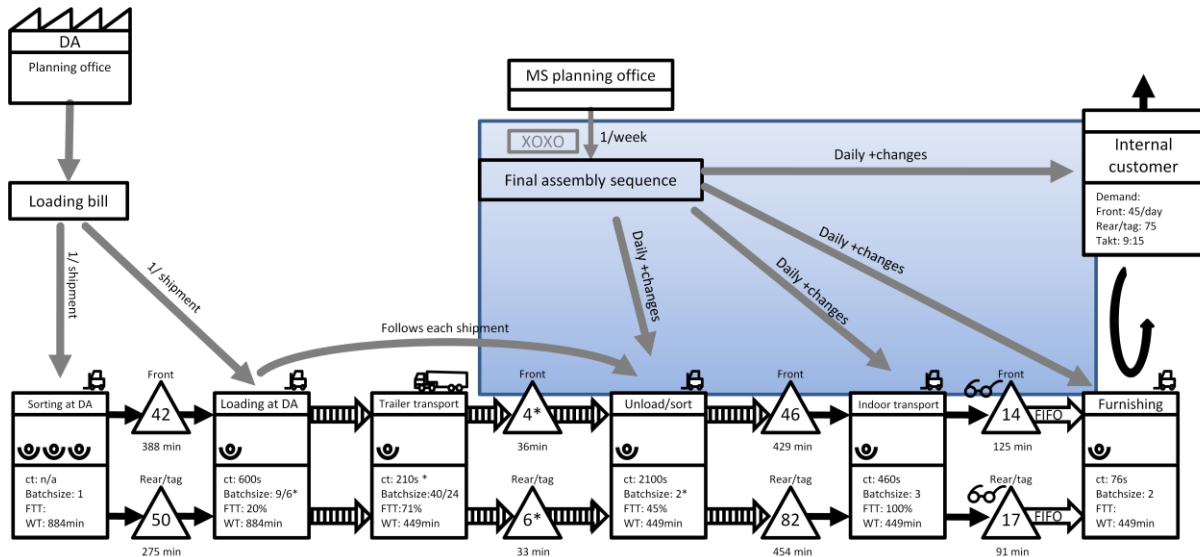 DA
Planning office
MS planning office
XOXO
1/week
Final assembly sequence
Daily +changes
Internal
customer
Demand:
Front: 45/day
Rear/tag: 75
Takt: 9:15
Loading bill
1/ shipment
1/ shipment
Daily +changes
Daily +changes
Daily +changes
Follows each shipment
Sorting at DA
ct: n/a
Batchsize: 1
FTT:
WT: 884min
Front
42
388 min
Rear/tag
50
275 min
Loading at DA
ct: 600s
Batchsize: 9/6*
FTT: 20%
WT: 884min
Trailer transport
ct: 210s *
Batchsize:40/24
FTT:71%
WT: 449min
Front
4*
36min
Rear/tag
6*
33 min
Unload/sort
ct: 2100s
Batchsize: 2*
FTT: 45%
WT: 449min
Front
46
429 min
Rear/tag
82
454 min
Indoor transport
ct: 460s
Batchsize: 3
FTT: 100%
WT: 449min
Front
14
FIFO
125 min
Rear/tag
17
FIFO
91 min
Furnishing
ct: 76s
Batchsize: 2
FTT:
WT: 449min